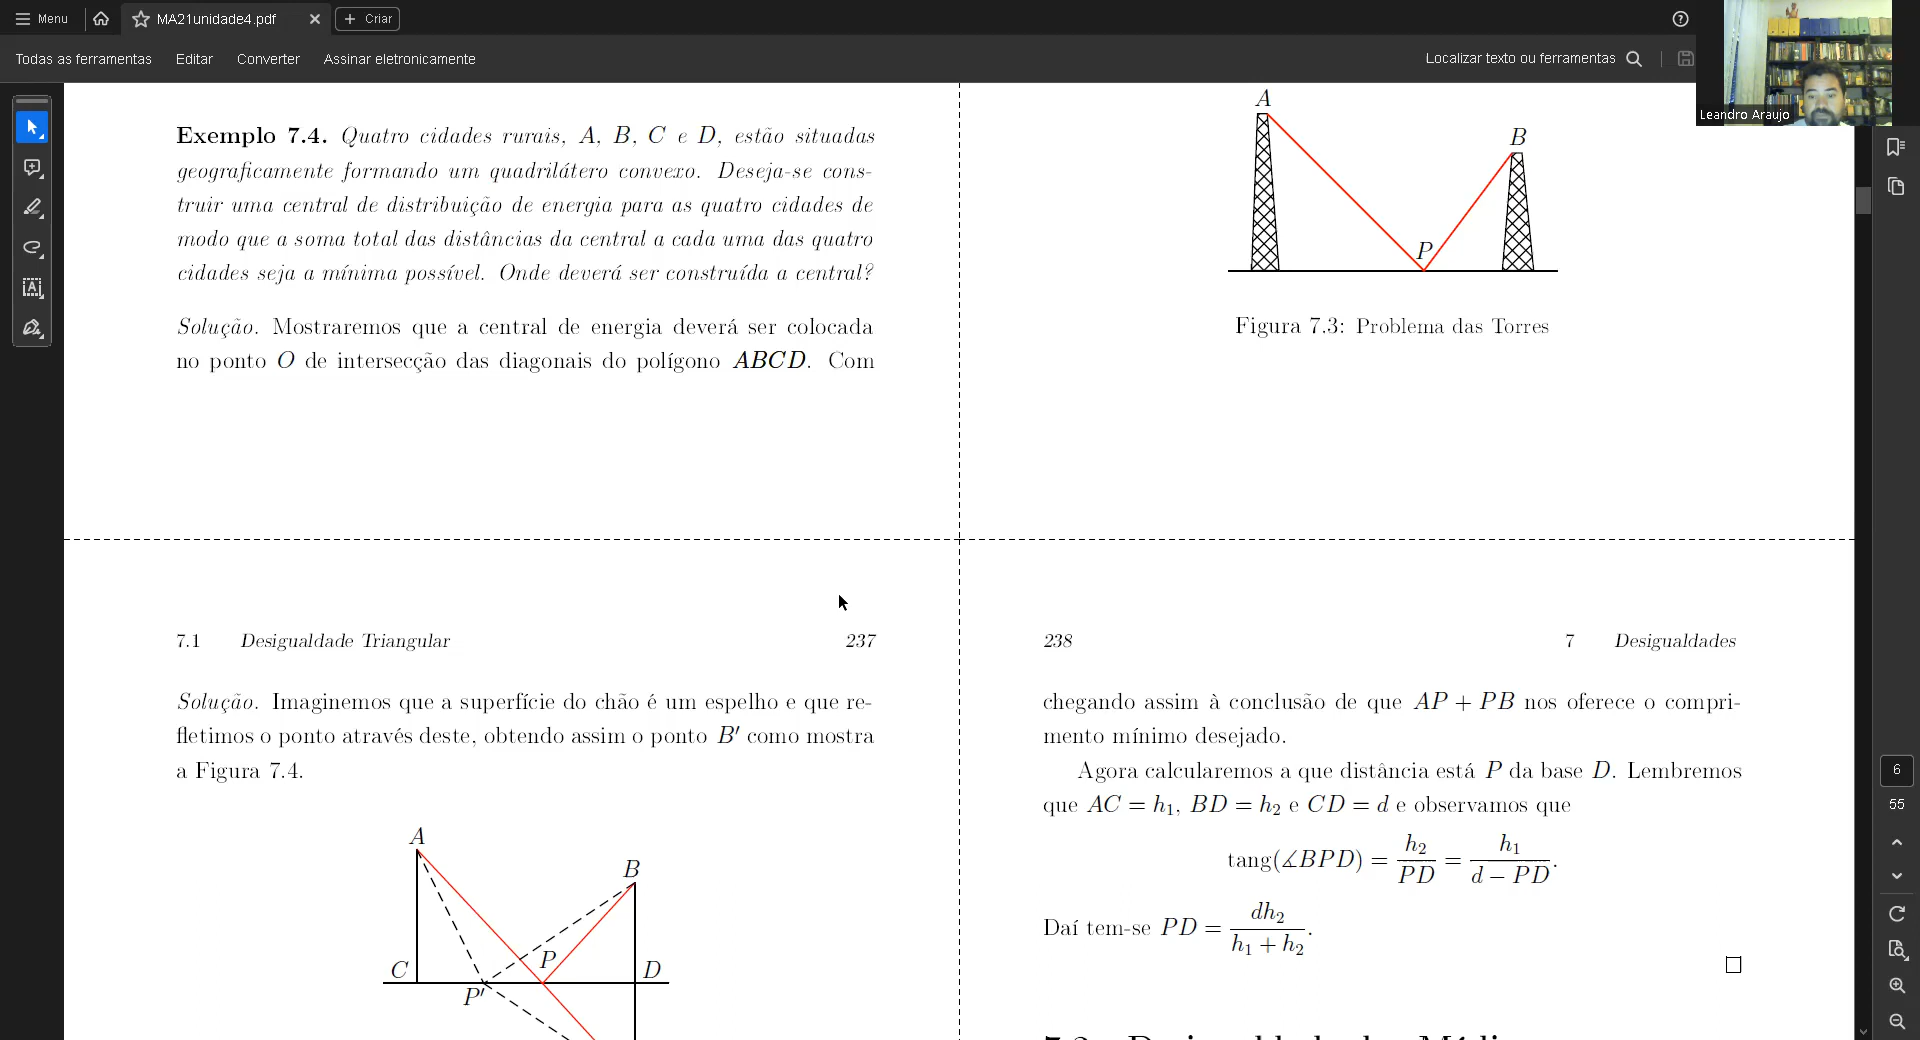 Menu
MA21unidade4.pdf
Criar
Todas as ferramentas
Editar
Converter
Assinar eletronicamente
Localizar texto ou ferramentas
Leandro Araujo
Exemplo 7.4. Quatro cidades rurais, A, B, C e D, estão situadas
geograficamente formando um quadrilátero convexo. Deseja-se cons-
truir uma central de distribuição de energia para as quatro cidades de
modo que a soma total das distâncias da central a cada uma das quatro
cidades seja a mínima possível. Onde deverá ser construída a central?
Solução. Mostraremos que a central de energia deverá ser colocada
no ponto O de intersecção das diagonais do polígono ABCD. Com
A
B
P
Figura 7.3: Problema das Torres
7.1 Desigualdade Triangular 237
Solução. Imaginemos que a superfície do chão é um espelho e que re-
fletimos o ponto através deste, obtendo assim o ponto B′ como mostra
a Figura 7.4.
A
B
P
C
D
P′
238 7 Desigualdades
chegando assim à conclusão de que AP + PB nos oferece o compri-
mento mínimo desejado.
Agora calcularemos a que distância está P da base D. Lembremos
que AC = h₁, BD = h₂ e CD = d e observamos que
tang(∡BPD) = h₂/PD = h₁/(d − PD).
Daí tem-se PD = dh₂/(h₁ + h₂).
6
55